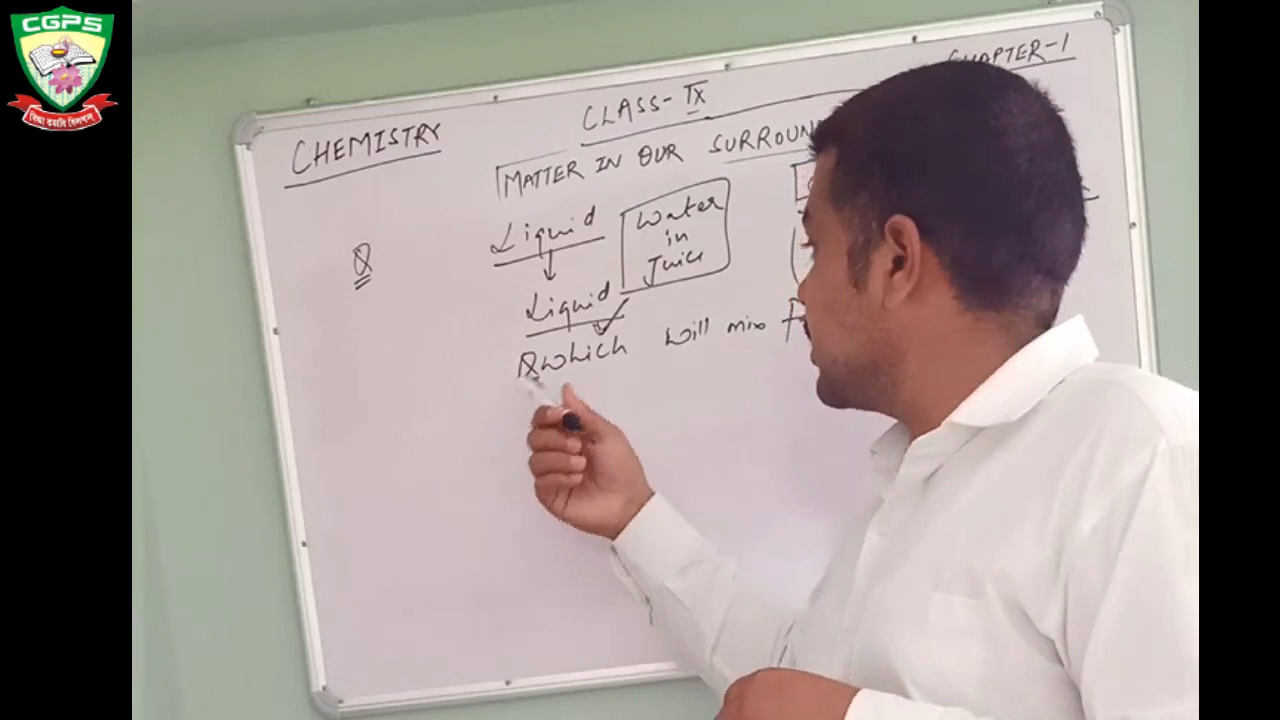 CGPS
CHEMISTRY
CLASS-IX
CHAPTER-1
MATTER IN OUR SURROUN
Liquid
Water
in
Juice
Q
Liquid
Q which will mix